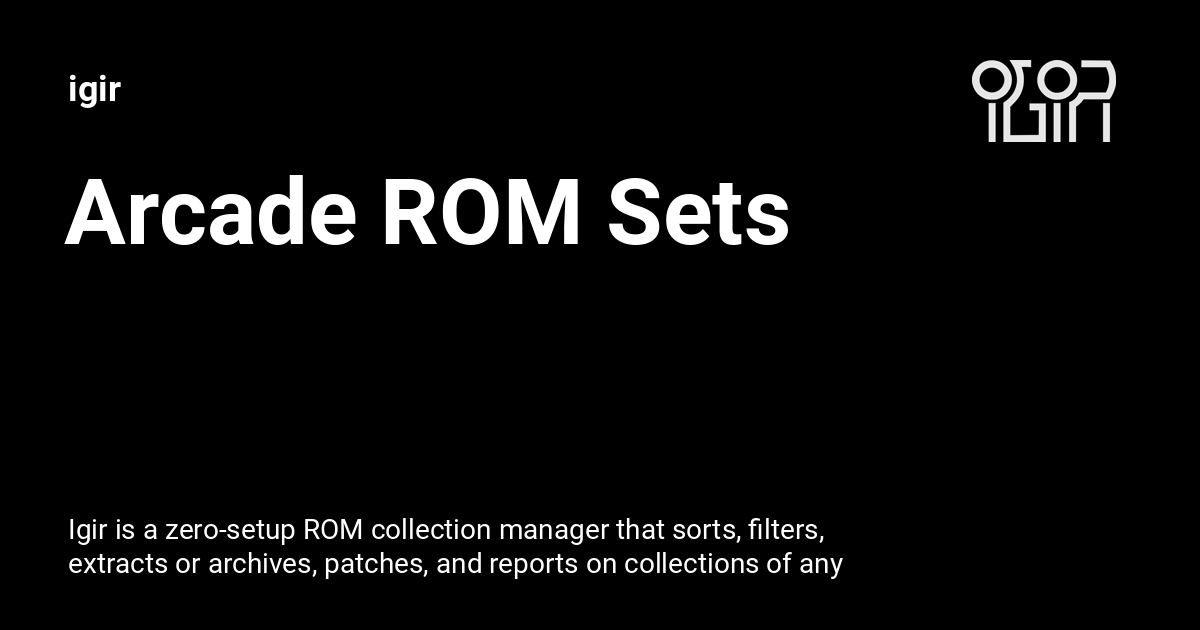 igir
IGIR
Arcade ROM Sets
Igir is a zero-setup ROM collection manager that sorts, filters,
extracts or archives, patches, and reports on collections of any